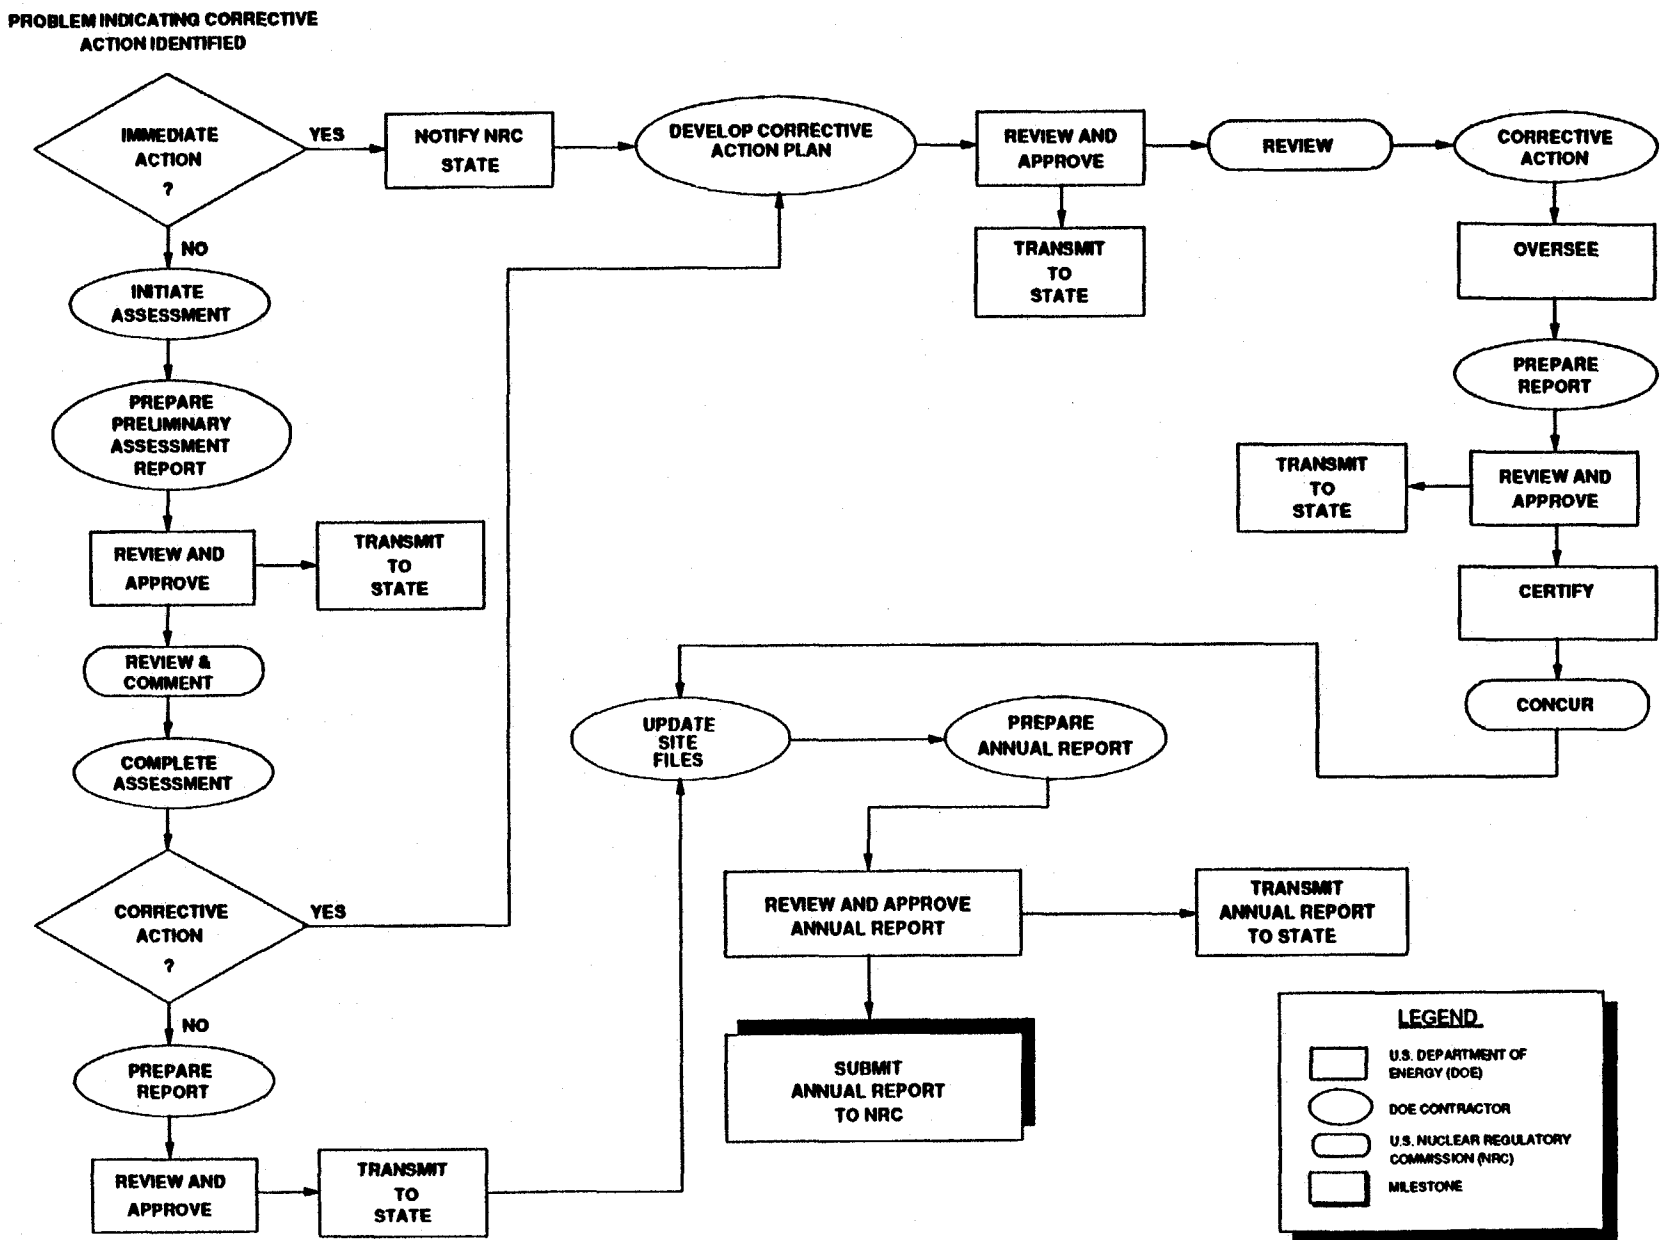 PROBLEM INDICATING CORRECTIVE
ACTION IDENTIFIED
IMMEDIATE
ACTION
?
YES
NO
NOTIFY NRC
STATE
DEVELOP CORRECTIVE
ACTION PLAN
REVIEW AND
APPROVE
TRANSMIT
TO
STATE
REVIEW
CORRECTIVE
ACTION
OVERSEE
PREPARE
REPORT
REVIEW AND
APPROVE
TRANSMIT
TO
STATE
CERTIFY
CONCUR
INITIATE
ASSESSMENT
PREPARE
PRELIMINARY
ASSESSMENT
REPORT
REVIEW AND
APPROVE
TRANSMIT
TO
STATE
REVIEW &
COMMENT
COMPLETE
ASSESSMENT
CORRECTIVE
ACTION
?
YES
NO
PREPARE
REPORT
REVIEW AND
APPROVE
TRANSMIT
TO
STATE
UPDATE
SITE
FILES
PREPARE
ANNUAL REPORT
REVIEW AND APPROVE
ANNUAL REPORT
TRANSMIT
ANNUAL REPORT
TO STATE
SUBMIT
ANNUAL REPORT
TO NRC
LEGEND
U.S. DEPARTMENT OF
ENERGY (DOE)
DOE CONTRACTOR
U.S. NUCLEAR REGULATORY
COMMISSION (NRC)
MILESTONE